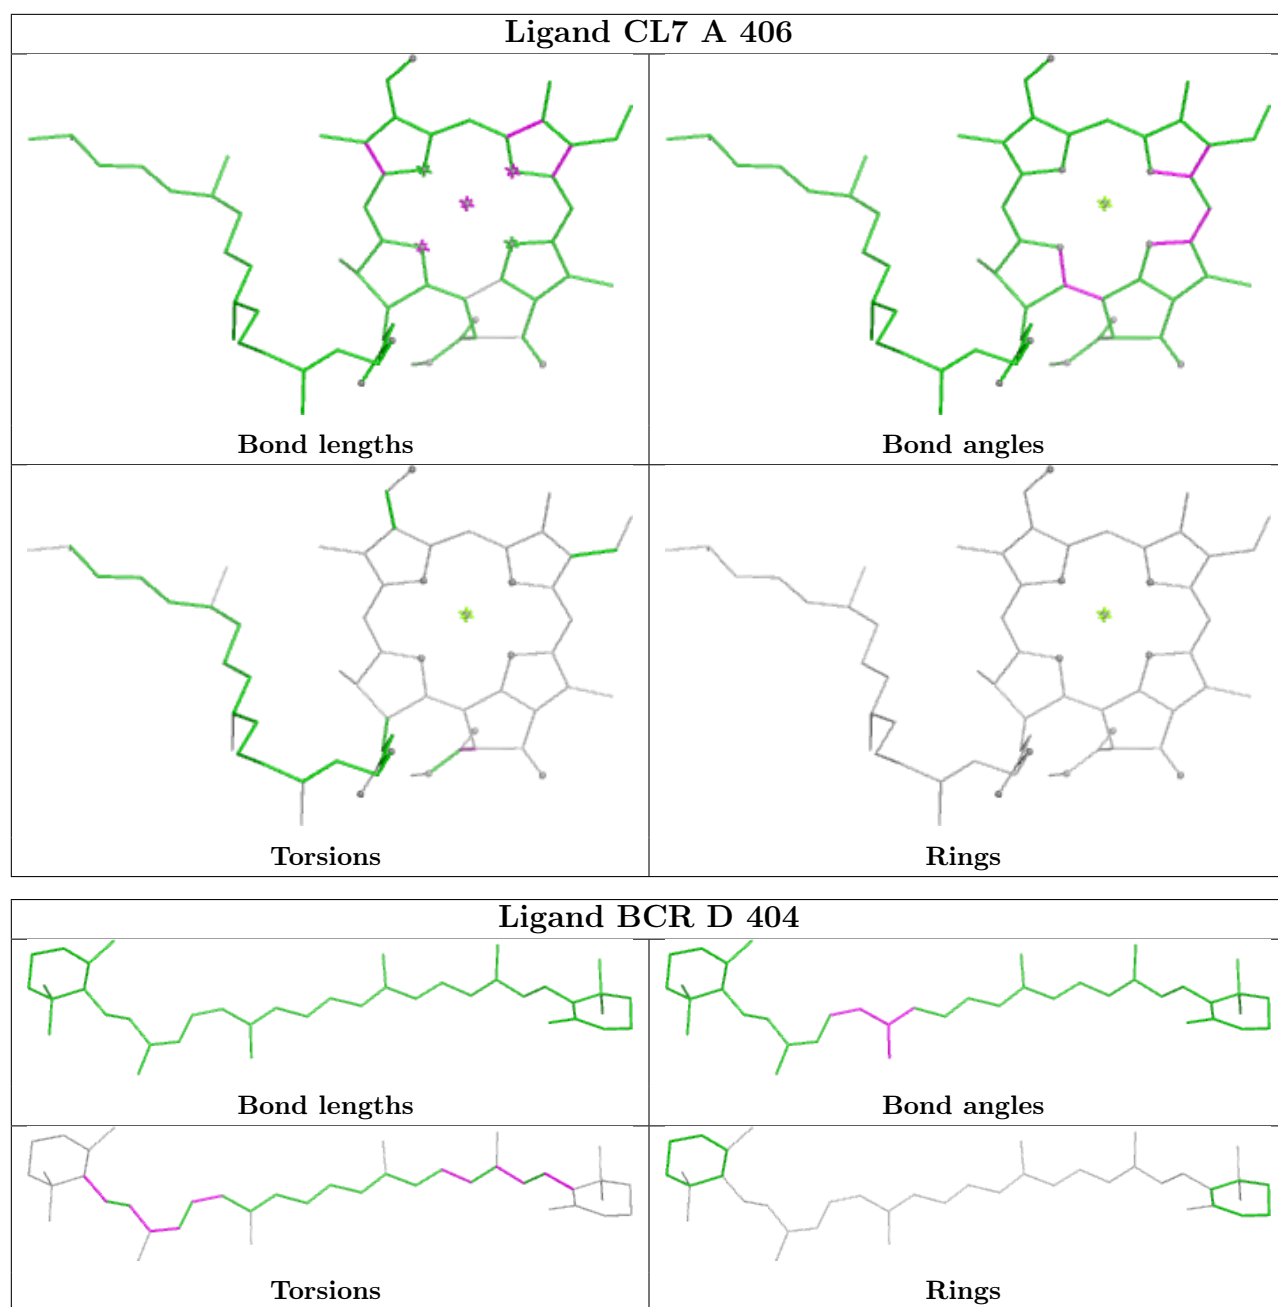 Ligand CL7 A 406
Bond lengths
Bond angles
Torsions
Rings
Ligand BCR D 404
Bond lengths
Bond angles
Torsions
Rings